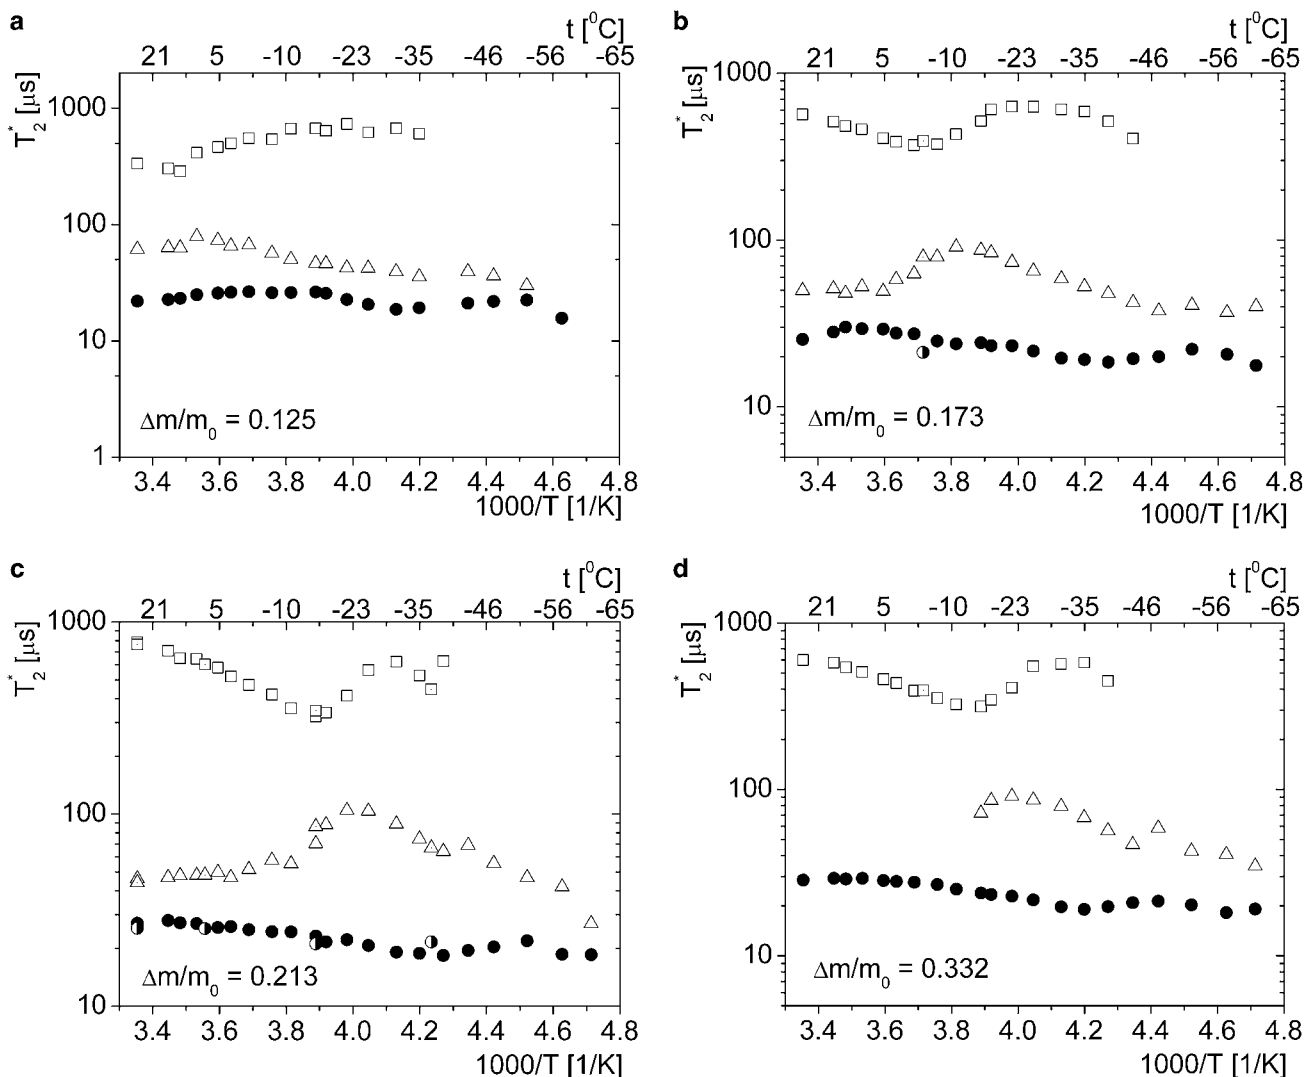 a
t [⁰C]
21 5 -10 -23 -35 -46 -56 -65
T₂* [μs]
1000
100
10
1
Δm/m₀ = 0.125
3.4 3.6 3.8 4.0 4.2 4.4 4.6 4.8
1000/T [1/K]
b
t [⁰C]
21 5 -10 -23 -35 -46 -56 -65
T₂* [μs]
1000
100
10
Δm/m₀ = 0.173
3.4 3.6 3.8 4.0 4.2 4.4 4.6 4.8
1000/T [1/K]
c
t [⁰C]
21 5 -10 -23 -35 -46 -56 -65
T₂* [μs]
1000
100
10
Δm/m₀ = 0.213
3.4 3.6 3.8 4.0 4.2 4.4 4.6 4.8
1000/T [1/K]
d
t [⁰C]
21 5 -10 -23 -35 -46 -56 -65
T₂* [μs]
1000
100
10
Δm/m₀ = 0.332
3.4 3.6 3.8 4.0 4.2 4.4 4.6 4.8
1000/T [1/K]